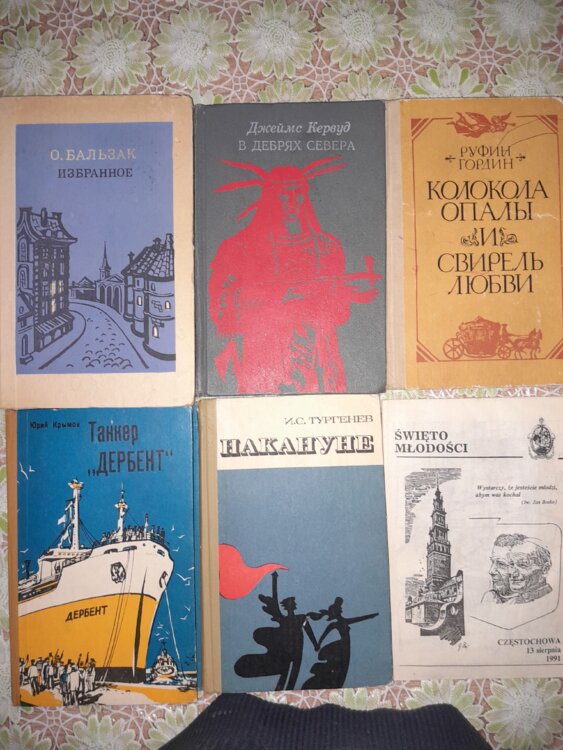 О. БАЛЬЗАК
ИЗБРАННОЕ
Джеймс Кервуд
В ДЕБРЯХ СЕВЕРА
РУФИН
ГОРДИН
КОЛОКОЛА
ОПАЛЫ
И
СВИРЕЛЬ
ЛЮБВИ
Юрий Крымов
Танкер
„ДЕРБЕНТ“
ДЕРБЕНТ
И.С. ТУРГЕНЕВ
НАКАНУНЕ
ŚWIĘTO
MŁODOŚCI
Wystarczy, że jesteście młodzi,
abym was kochał
(św. Jan Bosko)
CZĘSTOCHOWA
13 sierpnia
1991